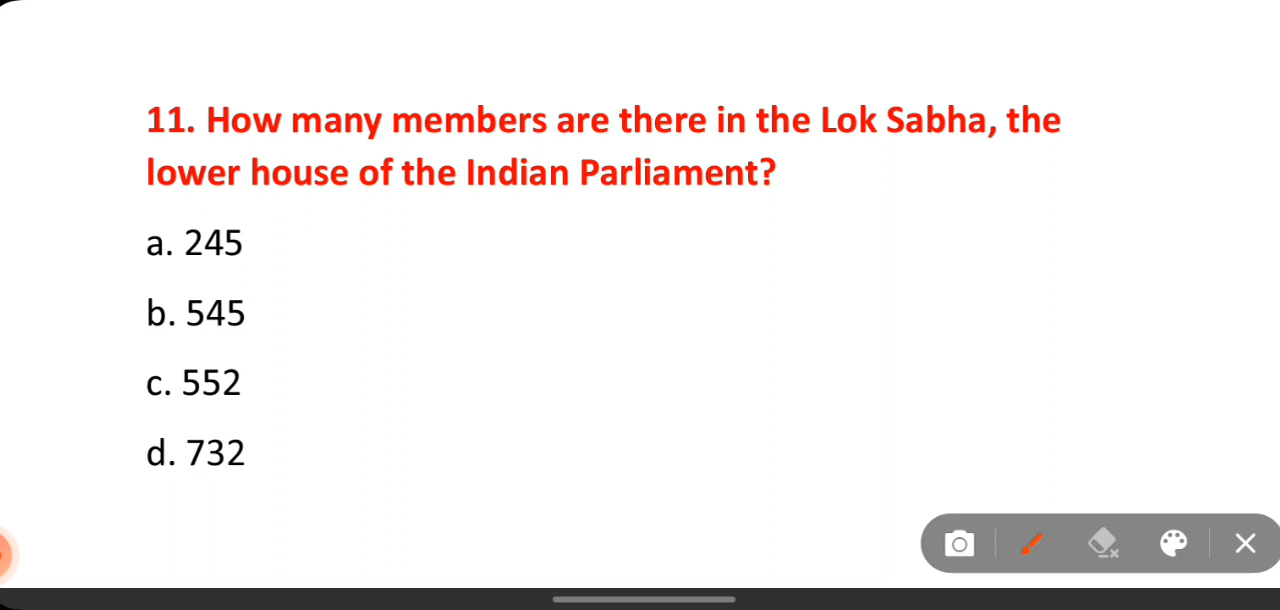 11. How many members are there in the Lok Sabha, the
lower house of the Indian Parliament?
a. 245
b. 545
c. 552
d. 732